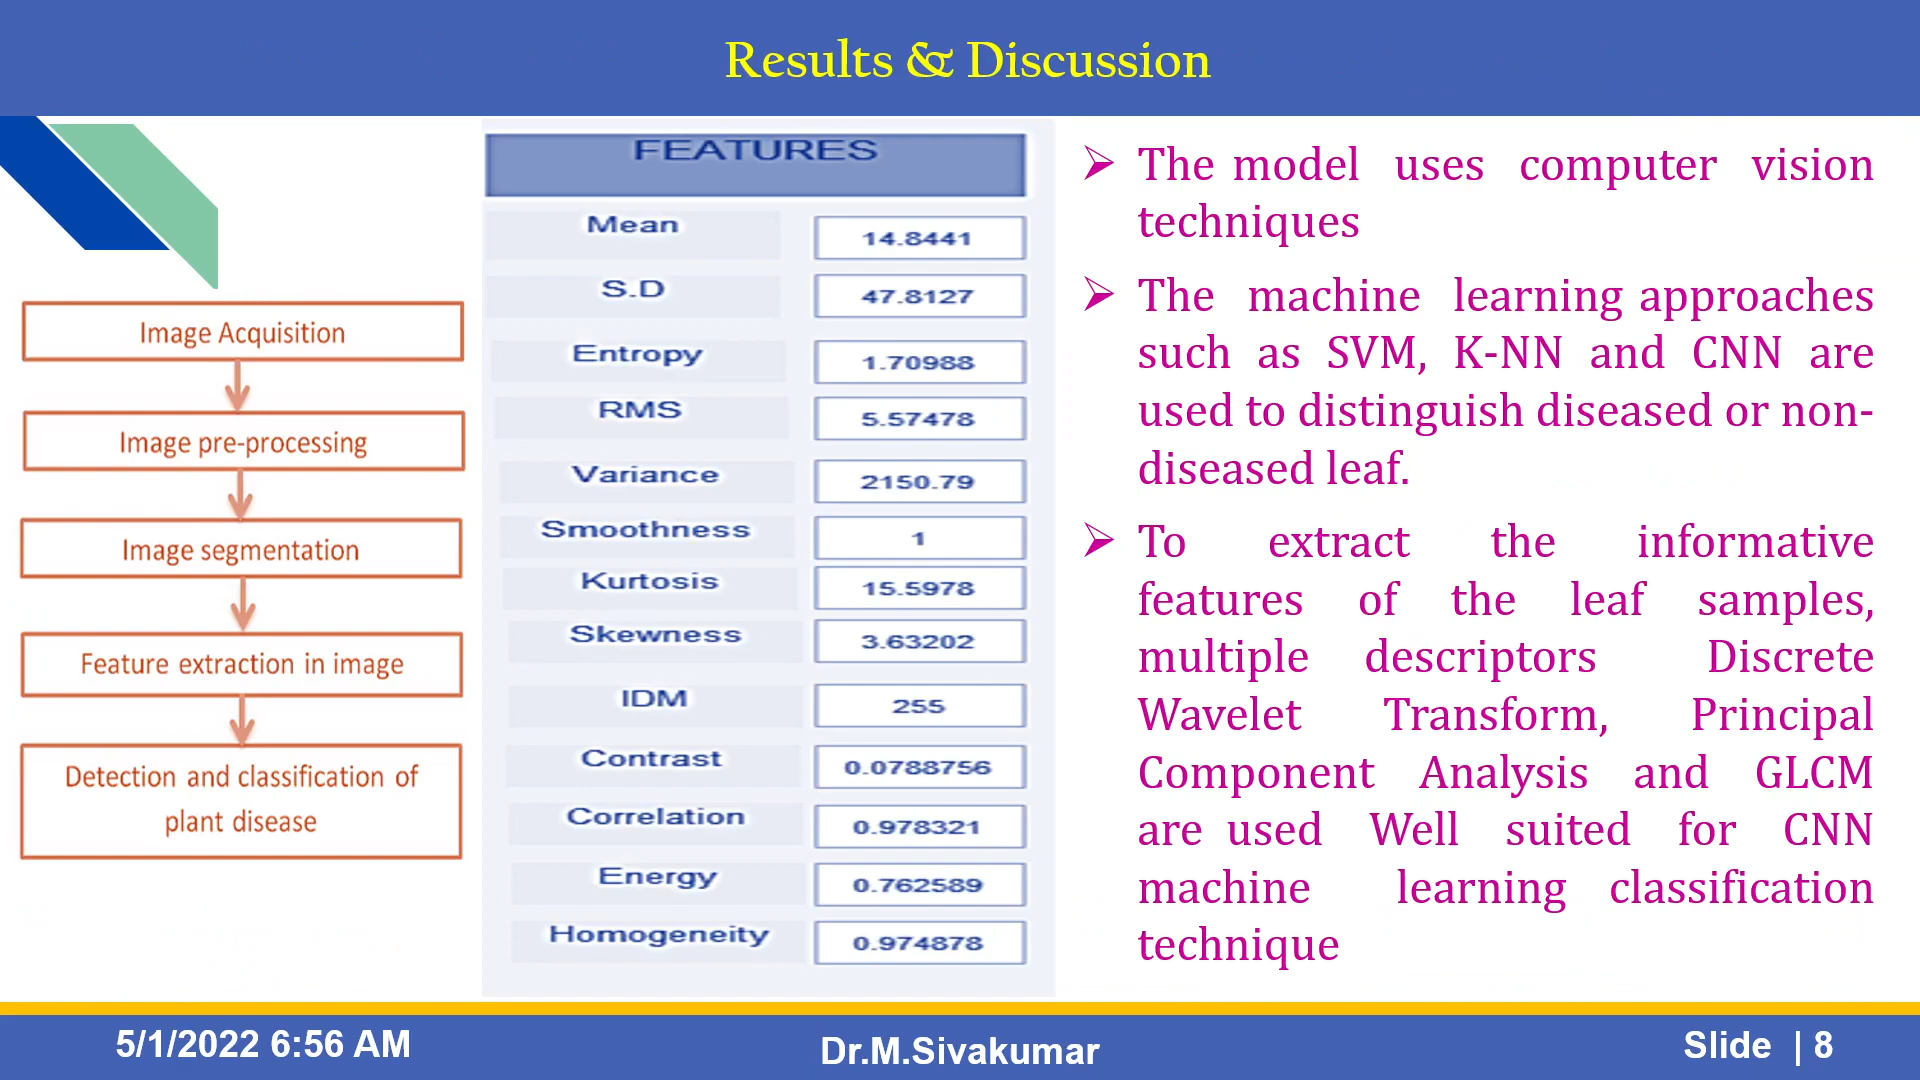 Results & Discussion
Image Acquisition
Image pre-processing
Image segmentation
Feature extraction in image
Detection and classification of
plant disease
FEATURES
Mean 14.8441
S.D 47.8127
Entropy 1.70988
RMS 5.57478
Variance 2150.79
Smoothness 1
Kurtosis 15.5978
Skewness 3.63202
IDM 255
Contrast 0.0788756
Correlation 0.978321
Energy 0.762589
Homogeneity 0.974878
➢ The model uses computer vision
techniques
➢ The machine learning approaches
such as SVM, K-NN and CNN are
used to distinguish diseased or non-
diseased leaf.
➢ To extract the informative
features of the leaf samples,
multiple descriptors Discrete
Wavelet Transform, Principal
Component Analysis and GLCM
are used Well suited for CNN
machine learning classification
technique
5/1/2022 6:56 AM
Dr.M.Sivakumar
Slide | 8